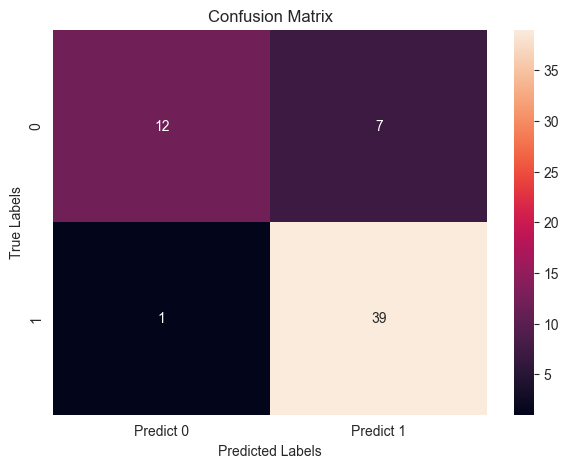 Confusion Matrix
True Labels
0
1
12
7
1
39
Predict 0
Predict 1
Predicted Labels
35
30
25
20
15
10
5